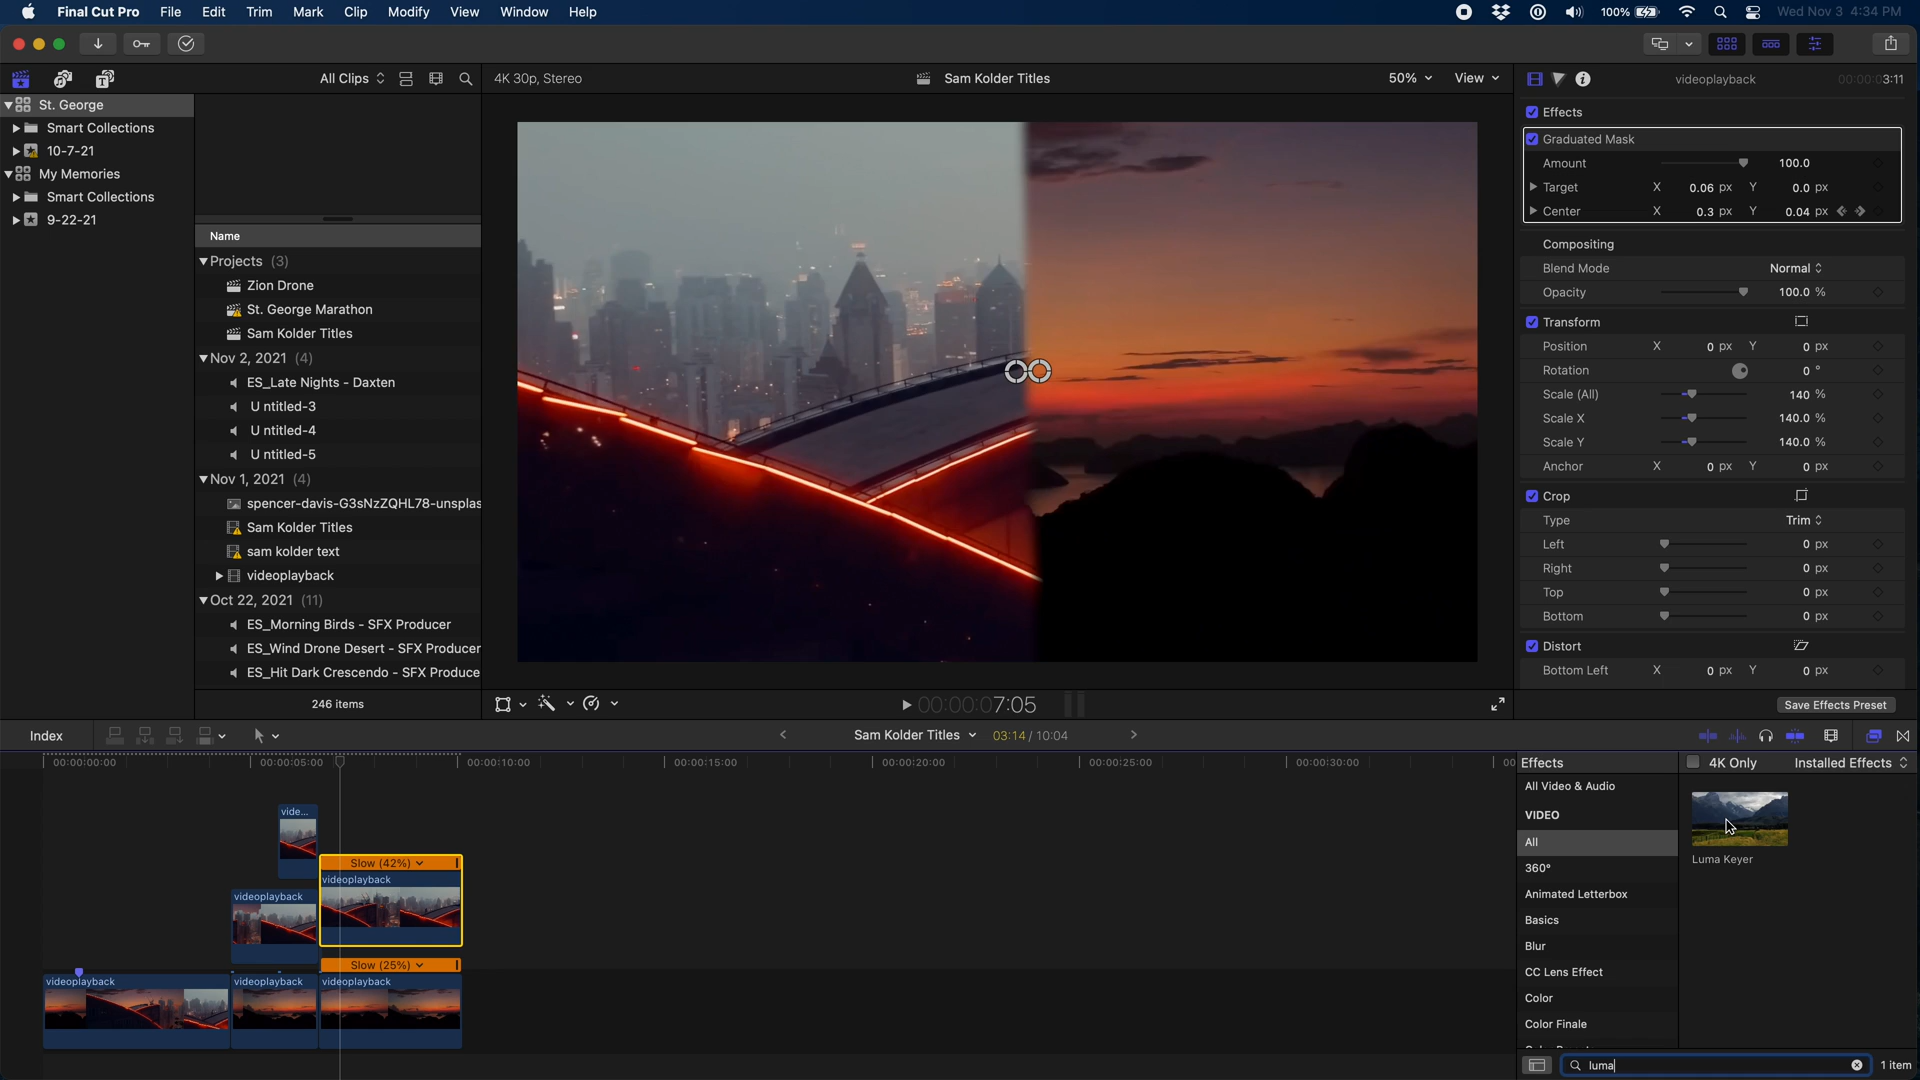 Final Cut Pro File Edit Trim Mark Clip Modify View Window Help 100% Wed Nov 3 4:34 PM
All Clips 4K 30p, Stereo Sam Kolder Titles 50% View videoplayback 00:00:03:11
St. George
Smart Collections
10-7-21
My Memories
Smart Collections
9-22-21
Name
Projects (3)
Zion Drone
St. George Marathon
Sam Kolder Titles
Nov 2, 2021 (4)
ES_Late Nights - Daxten
U ntitled-3
U ntitled-4
U ntitled-5
Nov 1, 2021 (4)
spencer-davis-G3sNzZQHL78-unsplas
Sam Kolder Titles
sam kolder text
videoplayback
Oct 22, 2021 (11)
ES_Morning Birds - SFX Producer
ES_Wind Drone Desert - SFX Producer
ES_Hit Dark Crescendo - SFX Produce
246 items
00:00:07:05
Effects
Graduated Mask
Amount 100.0
Target X 0.06 px Y 0.0 px
Center X 0.3 px Y 0.04 px
Compositing
Blend Mode Normal
Opacity 100.0 %
Transform
Position X 0 px Y 0 px
Rotation 0 °
Scale (All) 140 %
Scale X 140.0 %
Scale Y 140.0 %
Anchor X 0 px Y 0 px
Crop
Type Trim
Left 0 px
Right 0 px
Top 0 px
Bottom 0 px
Distort
Bottom Left X 0 px Y 0 px
Save Effects Preset
Index Sam Kolder Titles 03:14 / 10:04
00:00:00:00 00:00:05:00 00:00:10:00 00:00:15:00 00:00:20:00 00:00:25:00 00:00:30:00 00
vide...
Slow (42%)
videoplayback
videoplayback
Slow (25%)
videoplayback videoplayback videoplayback
Effects 4K Only Installed Effects
All Video & Audio
VIDEO
All
360°
Animated Letterbox
Basics
Blur
CC Lens Effect
Color
Color Finale
Luma Keyer
luma 1 item